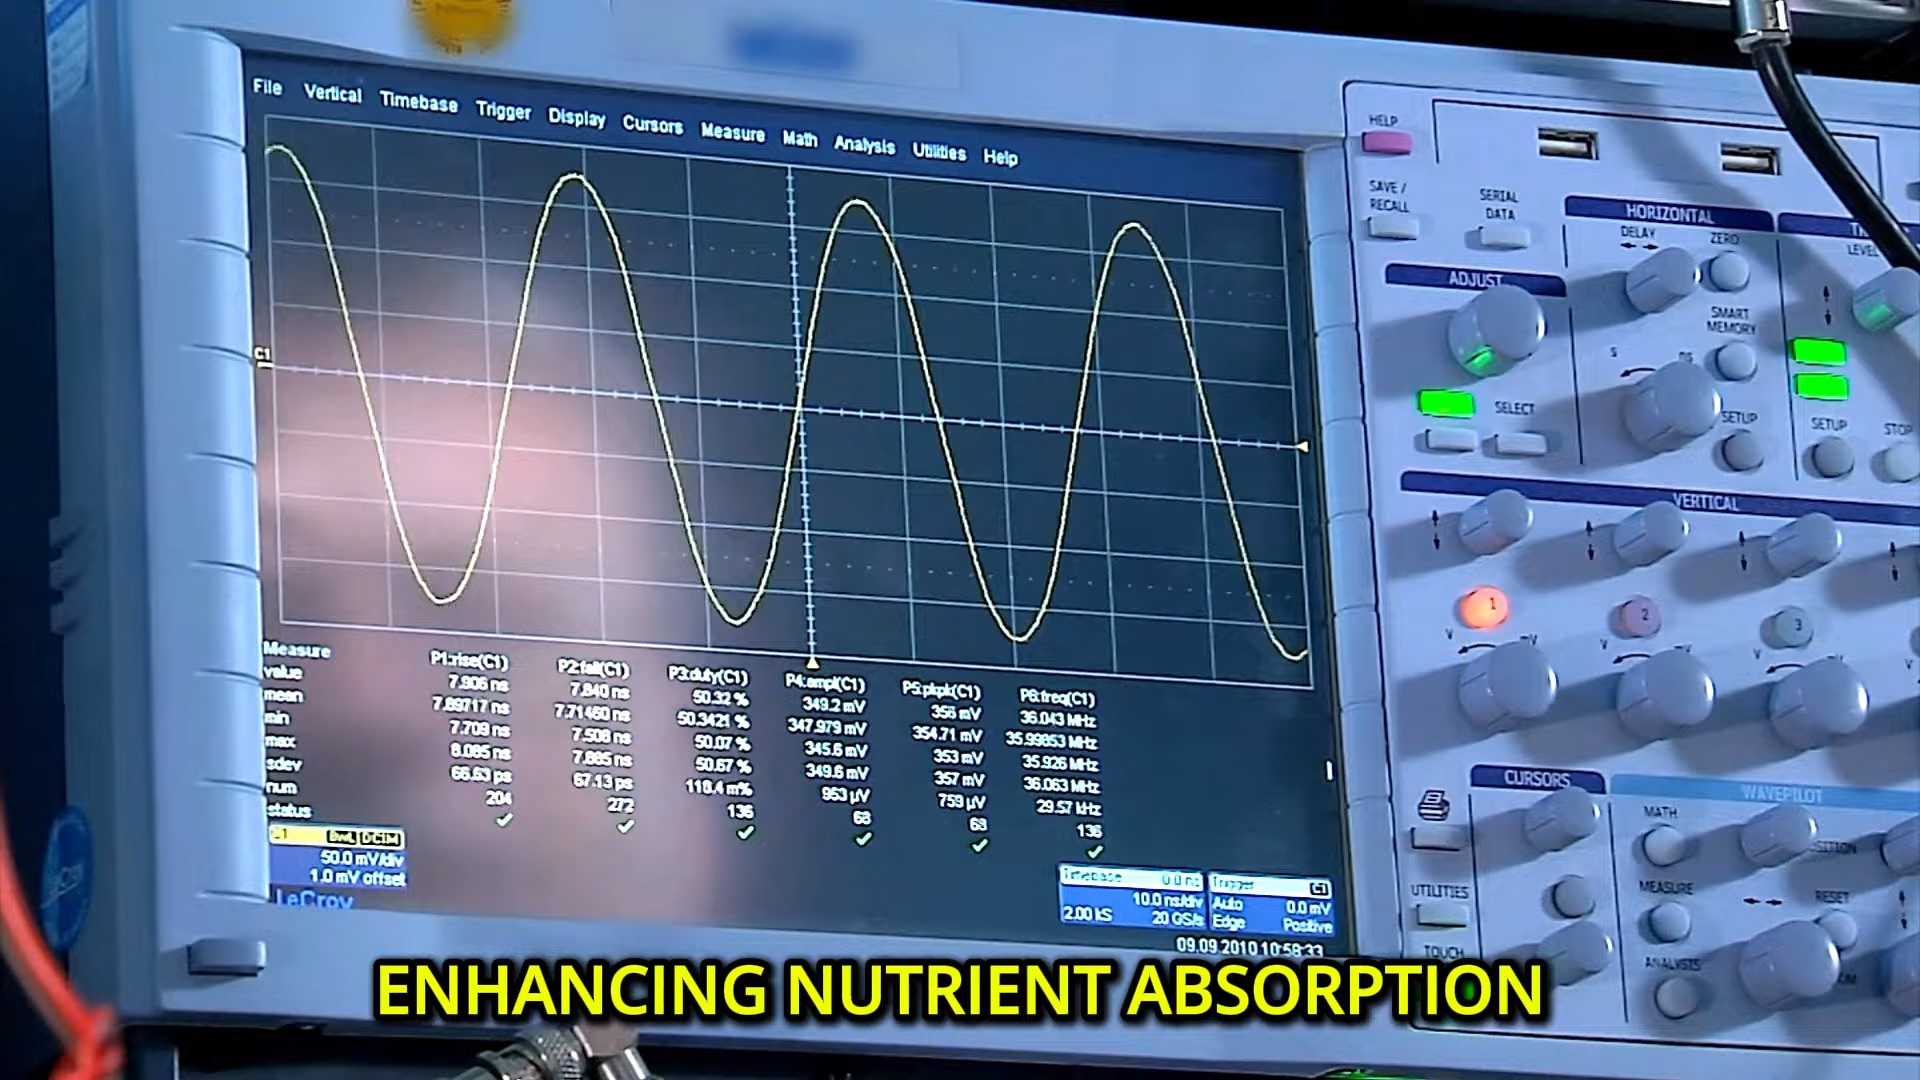 File Vertical Timebase Trigger Display Cursors Measure Math Analysis Utilities Help
C1
Measure P1:rise(C1) P2:fall(C1) P3:duty(C1) P4:ampl(C1) P5:pkpk(C1) P6:freq(C1)
value 7.906 ns 7.840 ns 50.32 % 349.2 mV 356 mV 36.043 MHz
mean 7.89717 ns 7.71460 ns 50.3421 % 347.979 mV 354.71 mV 35.99853 MHz
min 7.709 ns 7.508 ns 50.07 % 345.6 mV 353 mV 35.926 MHz
max 8.085 ns 7.885 ns 50.67 % 349.6 mV 357 mV 36.063 MHz
sdev 66.63 ps 67.13 ps 118.4 m% 953 µV 759 µV 29.57 kHz
num 204 272 136 68 68 136
status
C1 BwL DC1M
50.0 mV/div
1.0 mV offset
LeCroy
Timebase 0.0 ns
10.0 ns/div
2.00 kS 20 GS/s
Trigger C1
Auto 0.0 mV
Edge Positive
09.09.2010 10:58:33
HELP
SAVE /
RECALL
SERIAL
DATA
HORIZONTAL
DELAY
ZERO
LEVEL
ADJUST
SMART
MEMORY
S ns
SELECT
SETUP
SETUP
STOP
VERTICAL
1
2
3
V mV
V mV
V
V
CURSORS
WAVEPILOT
MATH
MEASURE
RESET
UTILITIES
TOUCH
ANALYSIS
ENHANCING NUTRIENT ABSORPTION